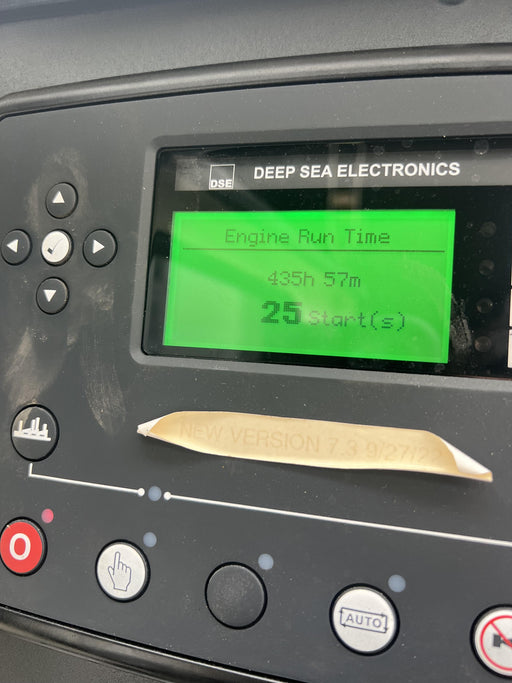 DSE
DEEP SEA ELECTRONICS
Engine Run Time
435h 57m
25 Start(s)
NEW VERSION 7.3 9/27/22
O
AUTO